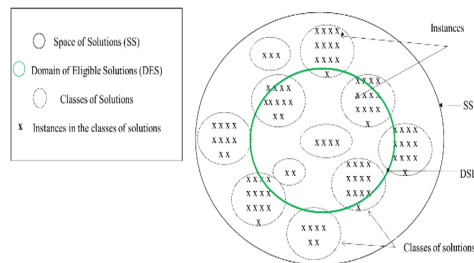 Space of Solutions (SS)
Domain of Eligible Solutions (DES)
Classes of Solutions
x Instances in the classes of solutions
Instances
X X X X
X X X X
X X X X
X
X X X
X X X X
X X X X X
X X
X X X X
X X X X
X X X X
X
SS
X X X X
X X X X
X X
X X X X
X X X X
X X X X
X X X X
X
X X
DSI
X X X X
X X X X
X X X X
X
X X X X
X X X X
X X X X
X
X X X X
X X
Classes of solutions